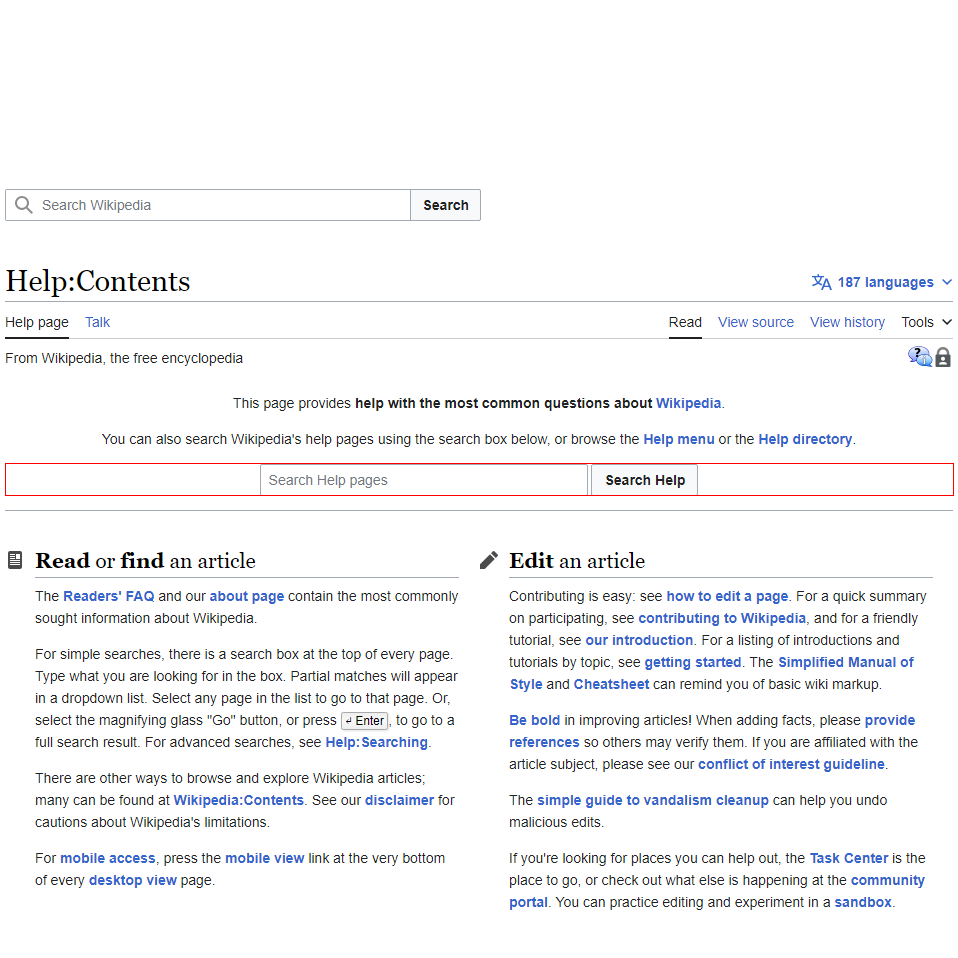 Search Wikipedia
Search
Help:Contents
187 languages
Help page Talk
Read View source View history Tools
From Wikipedia, the free encyclopedia
This page provides help with the most common questions about Wikipedia.
You can also search Wikipedia's help pages using the search box below, or browse the Help menu or the Help directory.
Search Help pages
Search Help
Read or find an article
The Readers' FAQ and our about page contain the most commonly
sought information about Wikipedia.
For simple searches, there is a search box at the top of every page.
Type what you are looking for in the box. Partial matches will appear
in a dropdown list. Select any page in the list to go to that page. Or,
select the magnifying glass "Go" button, or press ↵ Enter, to go to a
full search result. For advanced searches, see Help:Searching.
There are other ways to browse and explore Wikipedia articles;
many can be found at Wikipedia:Contents. See our disclaimer for
cautions about Wikipedia's limitations.
For mobile access, press the mobile view link at the very bottom
of every desktop view page.
Edit an article
Contributing is easy: see how to edit a page. For a quick summary
on participating, see contributing to Wikipedia, and for a friendly
tutorial, see our introduction. For a listing of introductions and
tutorials by topic, see getting started. The Simplified Manual of
Style and Cheatsheet can remind you of basic wiki markup.
Be bold in improving articles! When adding facts, please provide
references so others may verify them. If you are affiliated with the
article subject, please see our conflict of interest guideline.
The simple guide to vandalism cleanup can help you undo
malicious edits.
If you're looking for places you can help out, the Task Center is the
place to go, or check out what else is happening at the community
portal. You can practice editing and experiment in a sandbox.